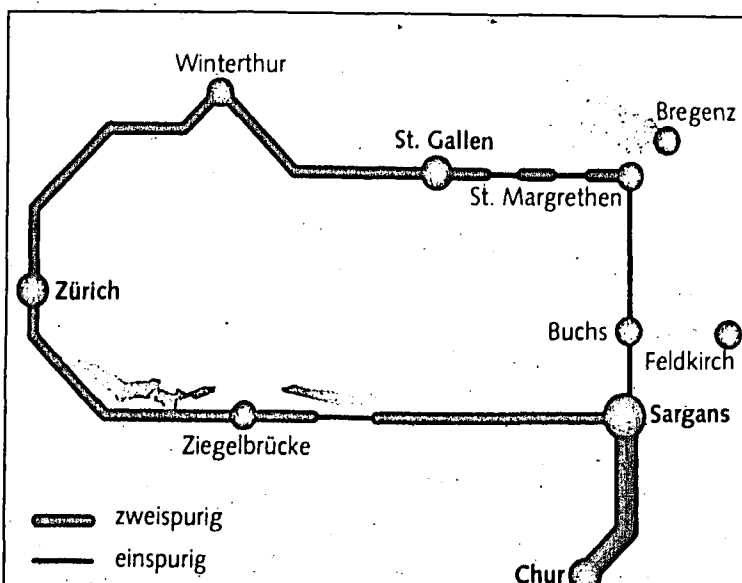 Winterthur
Bregenz
St. Gallen
St. Margrethen
Zürich
Buchs
Feldkirch
Sargans
Ziegelbrücke
zweispurig
einspurig
Chur